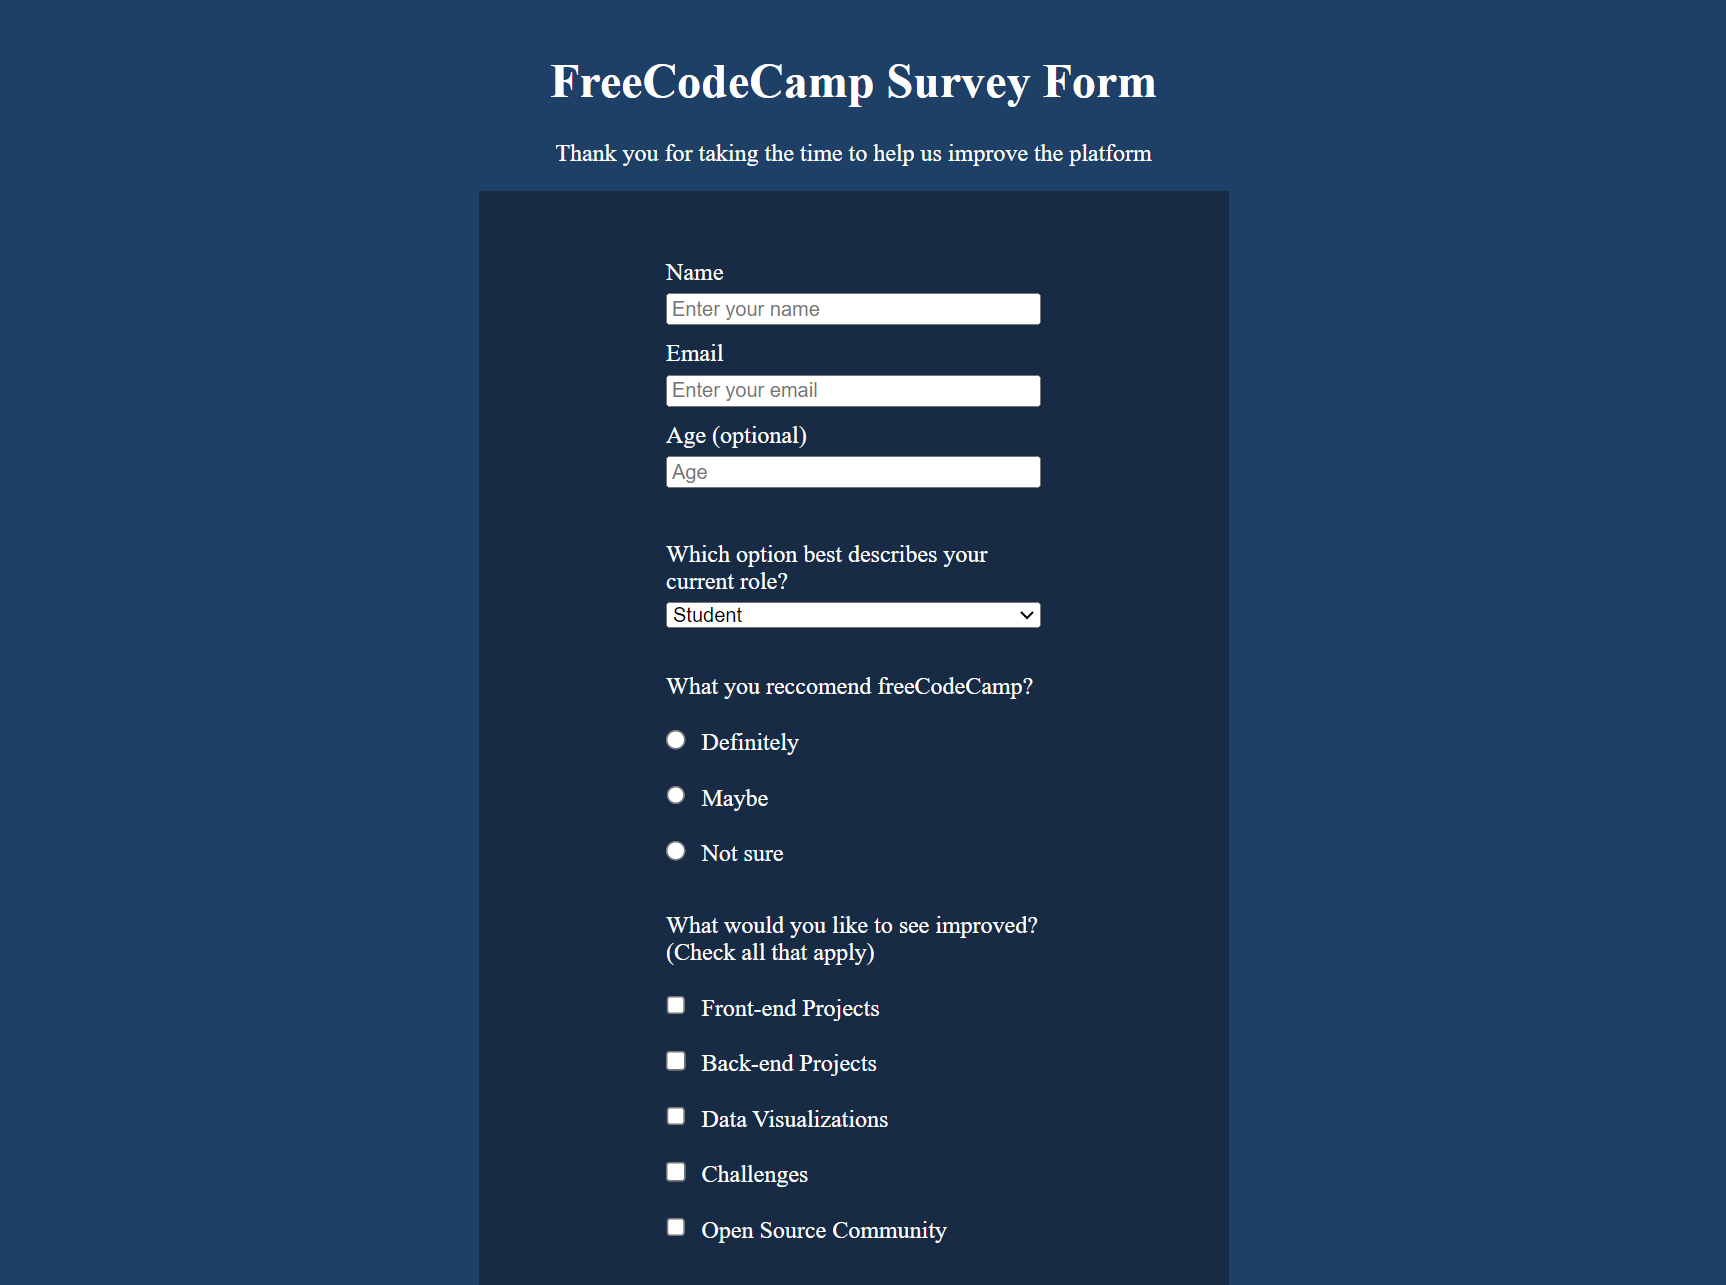 FreeCodeCamp Survey Form
Thank you for taking the time to help us improve the platform
Name
Enter your name
Email
Enter your email
Age (optional)
Age
Which option best describes your
current role?
Student
What you reccomend freeCodeCamp?
Definitely
Maybe
Not sure
What would you like to see improved?
(Check all that apply)
Front-end Projects
Back-end Projects
Data Visualizations
Challenges
Open Source Community